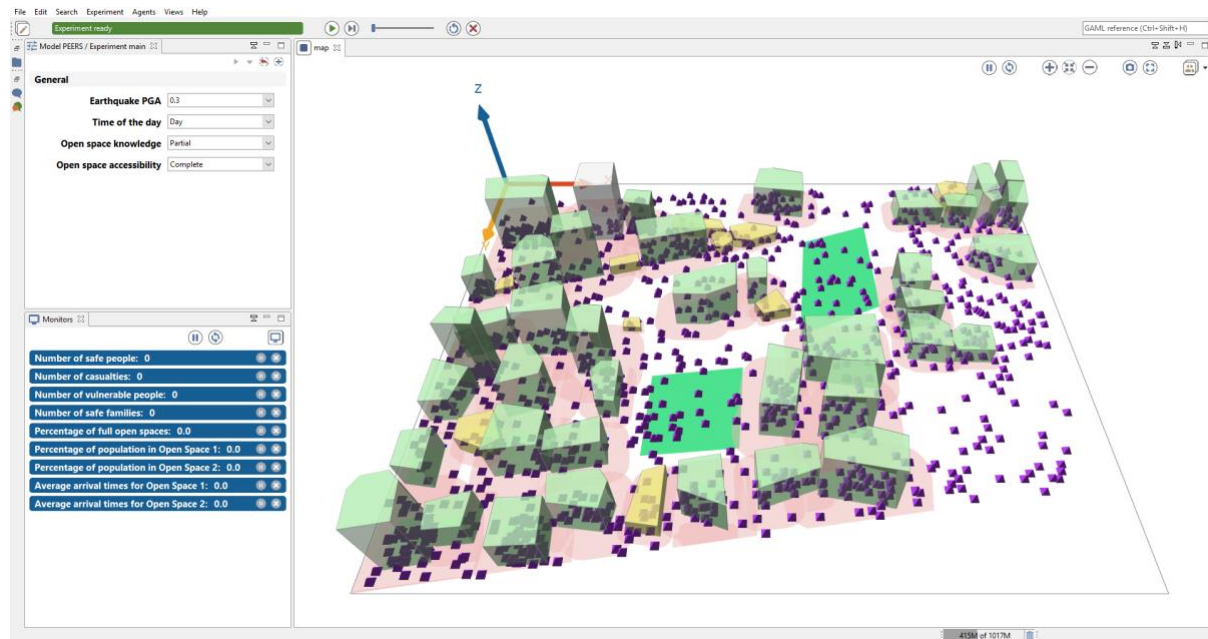 File Edit Search Experiment Agents Views Help
Experiment ready
GAML reference (Ctrl+Shift+H)
Model PEERS / Experiment main
map
General
Earthquake PGA 0.3
Time of the day Day
Open space knowledge Partial
Open space accessibility Complete
Z
Monitors
Number of safe people: 0
Number of casualties: 0
Number of vulnerable people: 0
Number of safe families: 0
Percentage of full open spaces: 0.0
Percentage of population in Open Space 1: 0.0
Percentage of population in Open Space 2: 0.0
Average arrival times for Open Space 1: 0.0
Average arrival times for Open Space 2: 0.0
415M of 1017M